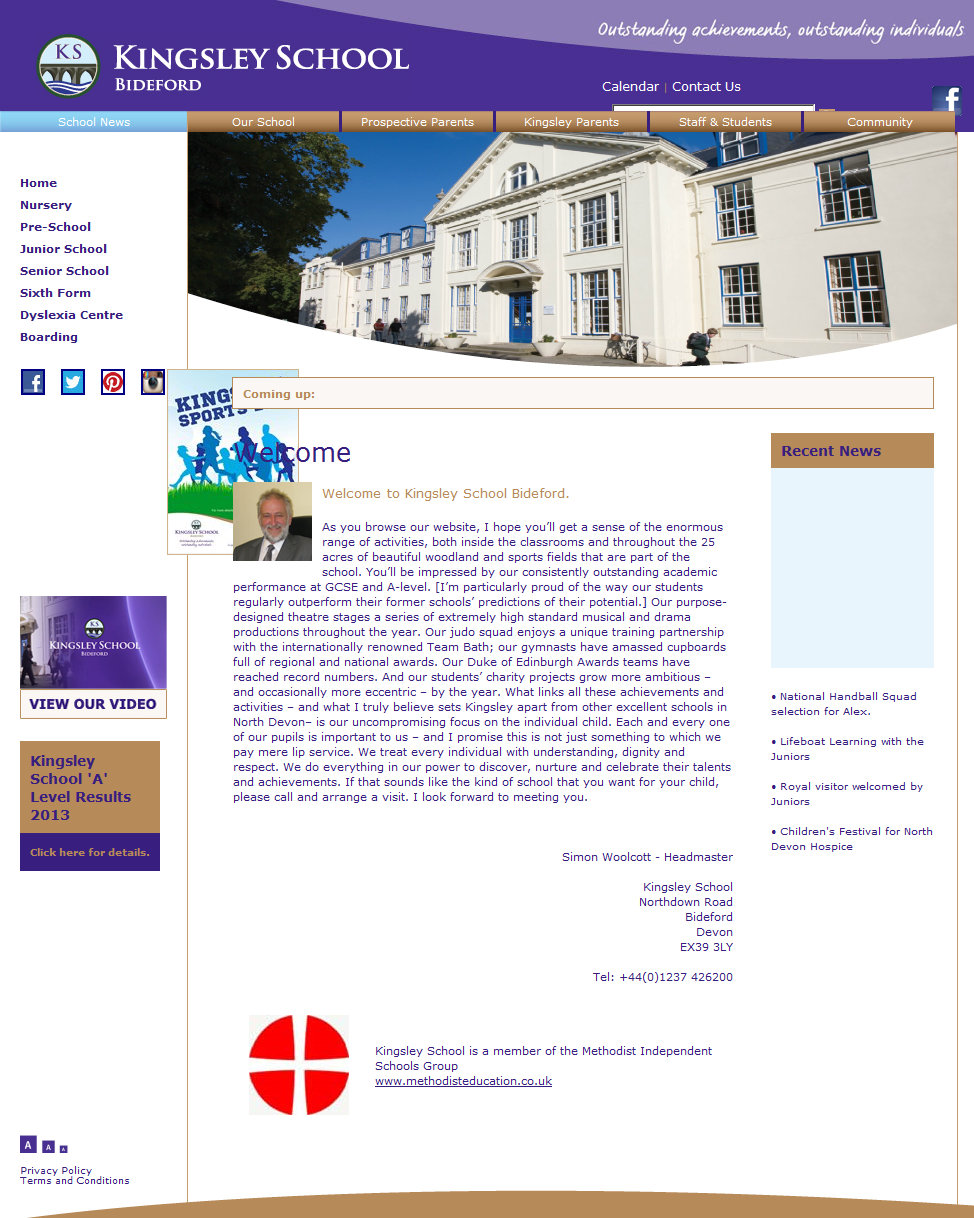 Outstanding achievements, outstanding individuals
KS
KINGSLEY SCHOOL
BIDEFORD
Calendar | Contact Us
School News
Our School
Prospective Parents
Kingsley Parents
Staff & Students
Community
Home
Nursery
Pre-School
Junior School
Senior School
Sixth Form
Dyslexia Centre
Boarding
KINGS
SPORTS
KINGSLEY SCHOOL
Coming up:
Welcome
Welcome to Kingsley School Bideford.
As you browse our website, I hope you’ll get a sense of the enormous
range of activities, both inside the classrooms and throughout the 25
acres of beautiful woodland and sports fields that are part of the
school. You’ll be impressed by our consistently outstanding academic
performance at GCSE and A-level. [I’m particularly proud of the way our students
regularly outperform their former schools’ predictions of their potential.] Our purpose-
designed theatre stages a series of extremely high standard musical and drama
productions throughout the year. Our judo squad enjoys a unique training partnership
with the internationally renowned Team Bath; our gymnasts have amassed cupboards
full of regional and national awards. Our Duke of Edinburgh Awards teams have
reached record numbers. And our students’ charity projects grow more ambitious –
and occasionally more eccentric – by the year. What links all these achievements and
activities – and what I truly believe sets Kingsley apart from other excellent schools in
North Devon– is our uncompromising focus on the individual child. Each and every one
of our pupils is important to us – and I promise this is not just something to which we
pay mere lip service. We treat every individual with understanding, dignity and
respect. We do everything in our power to discover, nurture and celebrate their talents
and achievements. If that sounds like the kind of school that you want for your child,
please call and arrange a visit. I look forward to meeting you.
Simon Woolcott - Headmaster
Kingsley School
Northdown Road
Bideford
Devon
EX39 3LY
Tel: +44(0)1237 426200
Kingsley School is a member of the Methodist Independent
Schools Group
www.methodisteducation.co.uk
Recent News
• National Handball Squad
selection for Alex.
• Lifeboat Learning with the
Juniors
• Royal visitor welcomed by
Juniors
• Children's Festival for North
Devon Hospice
KINGSLEY SCHOOL
BIDEFORD
VIEW OUR VIDEO
Kingsley
School 'A'
Level Results
2013
Click here for details.
A A A
Privacy Policy
Terms and Conditions